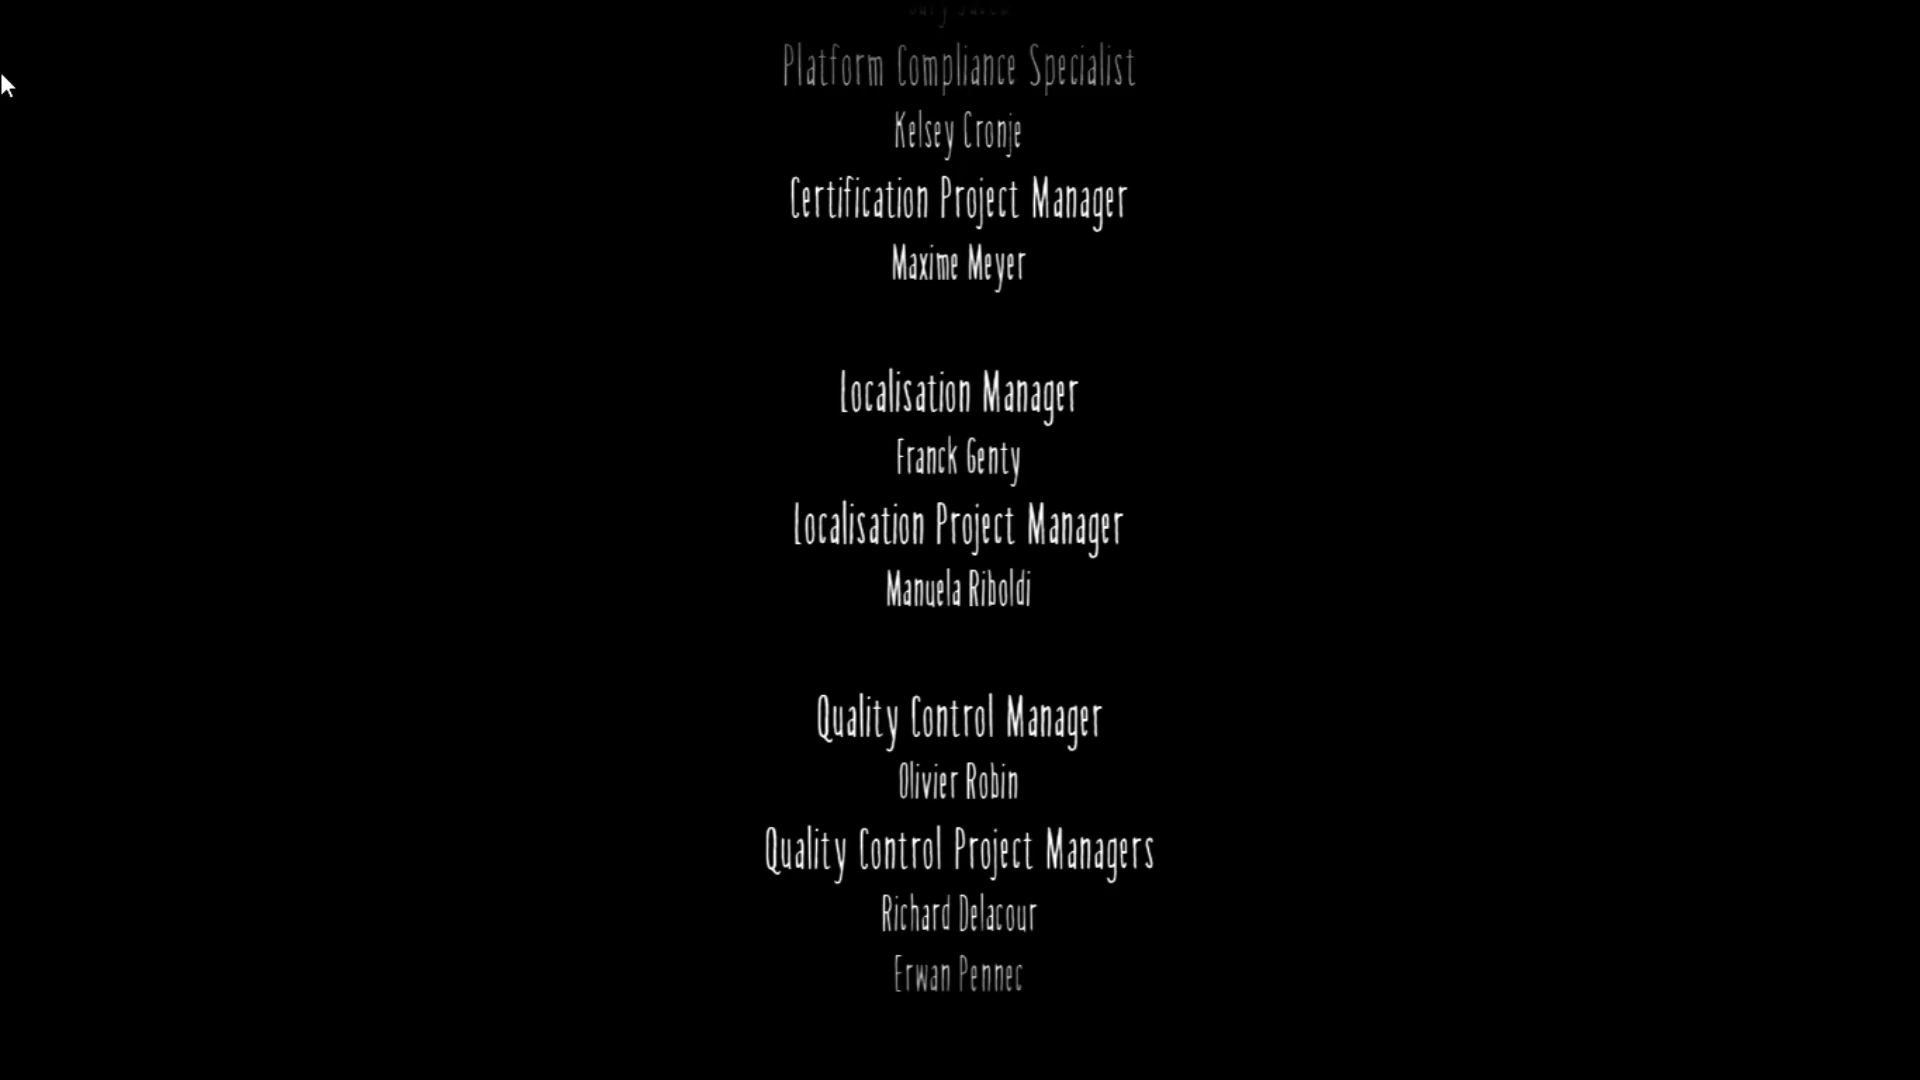 Platform Compliance Specialist
Kelsey Cronje
Certification Project Manager
Maxime Meyer
Localisation Manager
Franck Genty
Localisation Project Manager
Manuela Riboldi
Quality Control Manager
Olivier Robin
Quality Control Project Managers
Richard Delacour
Erwan Pennec